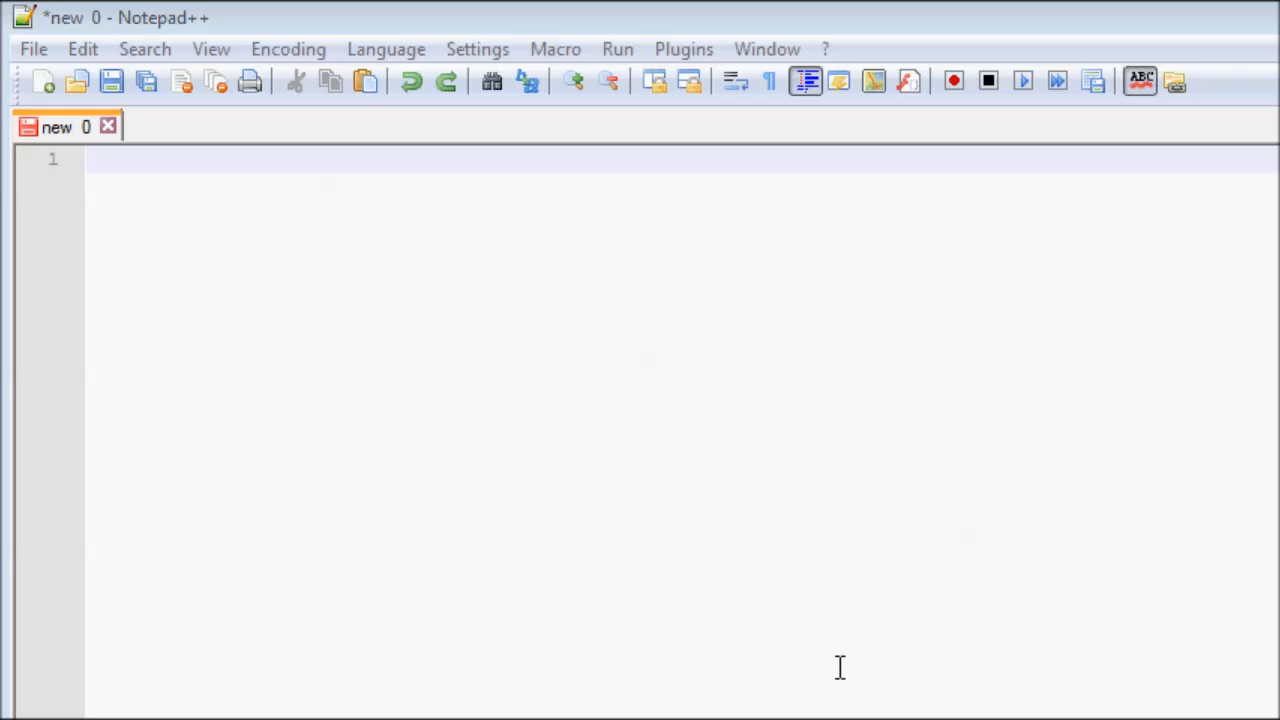 *new 0 - Notepad++
File Edit Search View Encoding Language Settings Macro Run Plugins Window ?
ABC
new 0
1